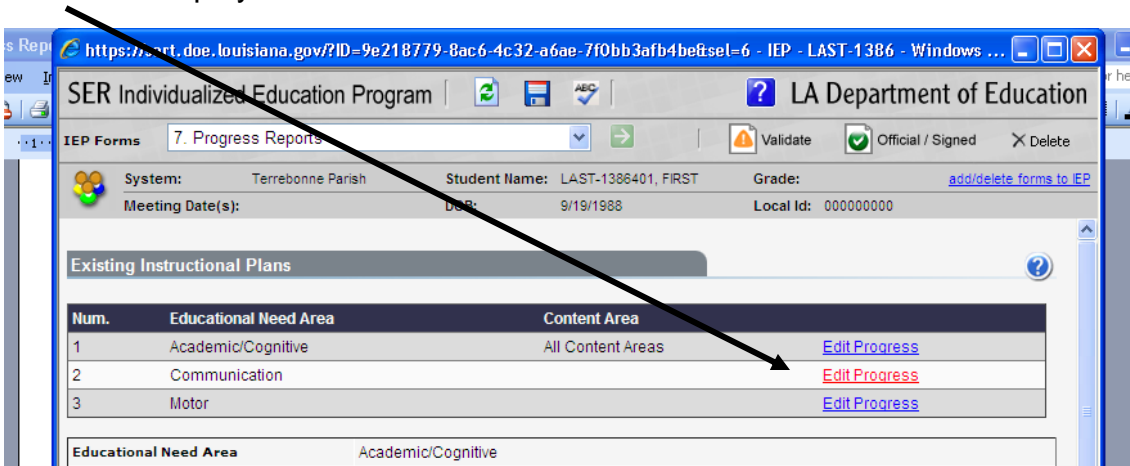 s Rep https://sert.doe.louisiana.gov/?ID=9e218779-8ac6-4c32-a6ae-7f0bb3afb4be&sel=6 - IEP - LAST-1386 - Windows ...
ew
SER Individualized Education Program ABC ? LA Department of Education
IEP Forms 7. Progress Reports Validate Official / Signed Delete
System: Terrebonne Parish Student Name: LAST-1386401, FIRST Grade: add/delete forms to IEP
Meeting Date(s): DOB: 9/19/1988 Local Id: 000000000
Existing Instructional Plans ?
Num. Educational Need Area Content Area
1 Academic/Cognitive All Content Areas Edit Progress
2 Communication Edit Progress
3 Motor Edit Progress
Educational Need Area Academic/Cognitive